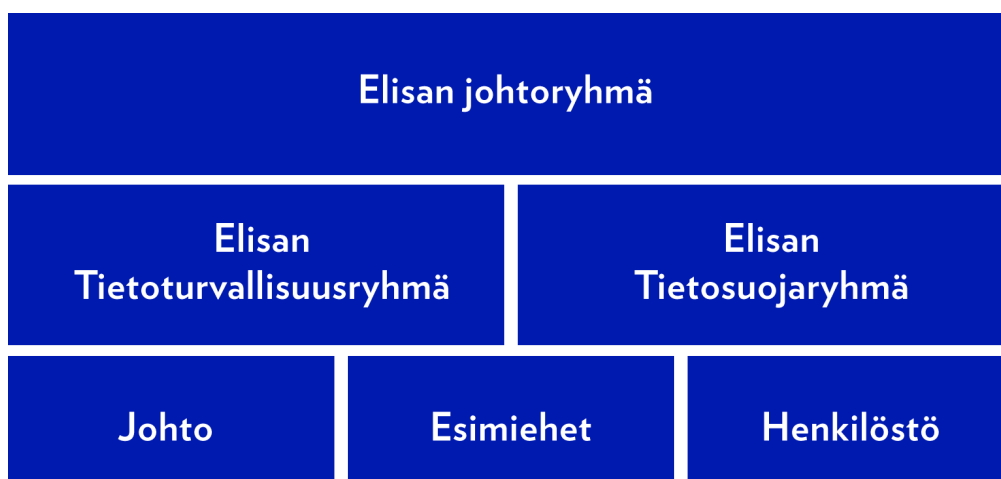 Elisan johtoryhmä
Elisan
Tietoturvallisuusryhmä
Elisan
Tietosuojaryhmä
Johto
Esimiehet
Henkilöstö